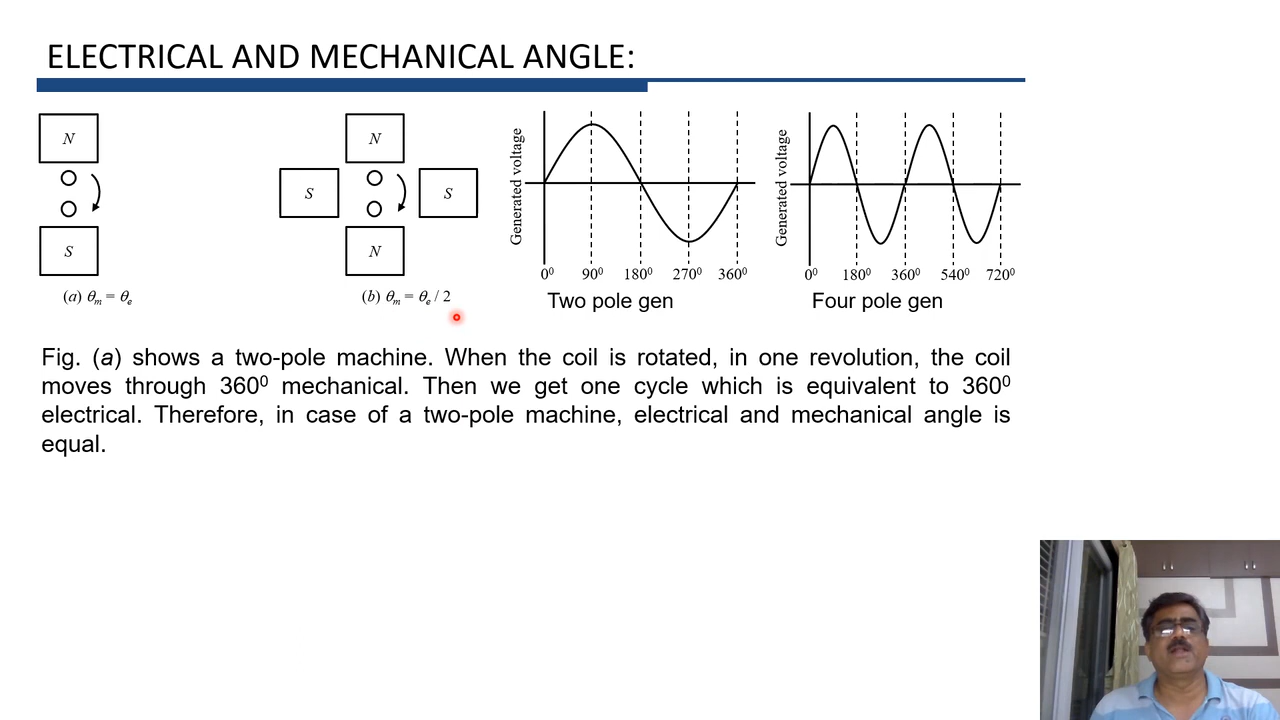 ELECTRICAL AND MECHANICAL ANGLE:
N
S
(a) θm = θe
N
S
S
N
(b) θm = θe / 2
Generated voltage
0⁰ 90⁰ 180⁰ 270⁰ 360⁰
Two pole gen
Generated voltage
0⁰ 180⁰ 360⁰ 540⁰ 720⁰
Four pole gen
Fig. (a) shows a two-pole machine. When the coil is rotated, in one revolution, the coil
moves through 360⁰ mechanical. Then we get one cycle which is equivalent to 360⁰
electrical. Therefore, in case of a two-pole machine, electrical and mechanical angle is
equal.